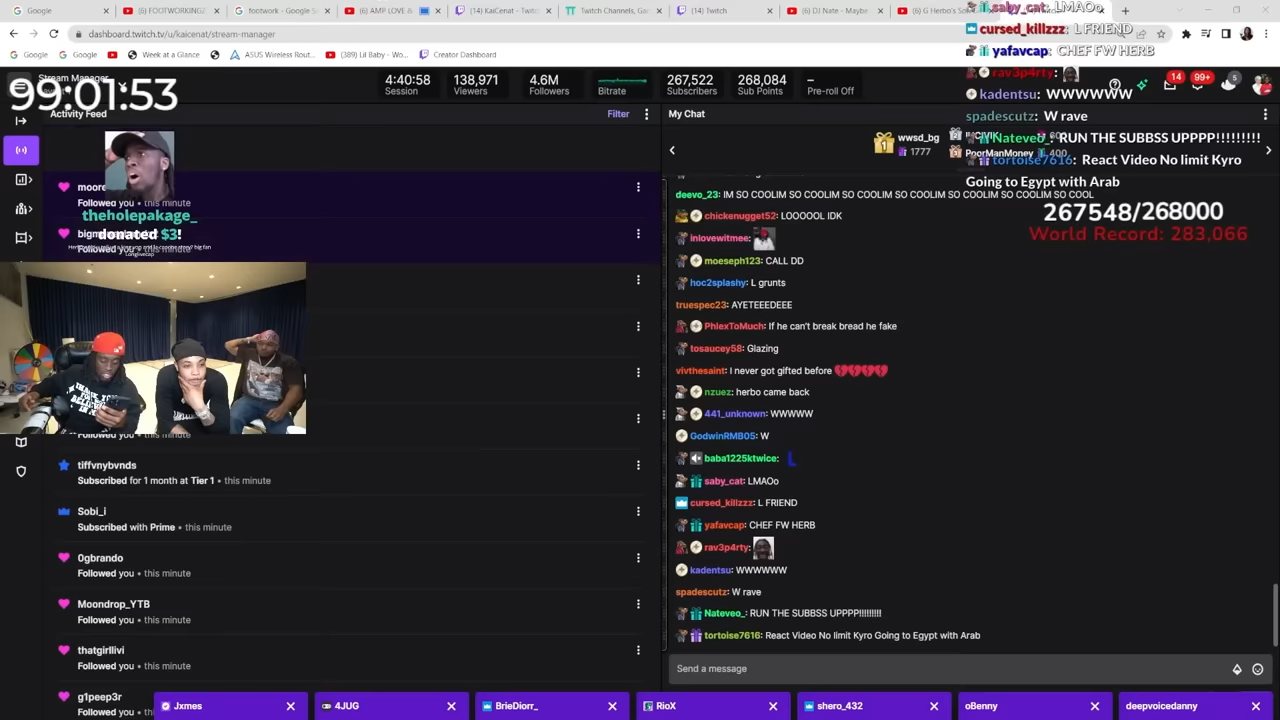 (6) AMP LOVE &
(14) KaiCenat - Twitch
Twitch Channels, Ga
(14) Twitch
(6) DJ Nate - Maybe
(6) G Herbo's So
(6) FOOTWORKINGZ
footwork - Google S
dashboard.twitch.tv/u/kaicenat/stream-manager
Google
Google
Week at a Glance
ASUS Wireless Rout...
(389) Lil Baby - Wo...
Creator Dashboard
saby_cat: LMAOo
cursed_killzzz: L FRIEND
yafavcap: CHEF FW HERB
rav3p4rty:
kadentsu: WWWWWW
spadescutz: W rave
Nateveo_: RUN THE SUBBSS UPPPP!!!!!!!!!
tortoise7616: React Video No limit Kyro
Going to Egypt with Arab
Stream Manager
99:01:53
4:40:58
Session
138,971
Viewers
4.6M
Followers
Bitrate
267,522
Subscribers
268,084
Sub Points
–
Pre-roll Off
14
99+
5
Activity Feed
Filter
My Chat
wwsd_bg
1777
PoorManMoney
400
267548/268000
World Record: 283,066
moore
Followed you
theholepakage_
donated $3!
Followed you
tiffvnybvnds
Subscribed for 1 month at Tier 1 • this minute
Sobi_i
Subscribed with Prime • this minute
0gbrando
Followed you • this minute
Moondrop_YTB
Followed you • this minute
thatgirllivi
Followed you • this minute
g1peep3r
deevo_23: IM SO COOLIM SO COOLIM SO COOLIM SO COOLIM SO COOLIM SO COOLIM SO COOL
chickenugget52: LOOOOOL IDK
inlovewitmee:
moeseph123: CALL DD
hoc2splashy: L grunts
truespec23: AYETEEEDEEE
PhlexToMuch: If he can't break bread he fake
tosaucey58: Glazing
vivthesaint: I never got gifted before
nzuez: herbo came back
441_unknown: WWWWW
GodwinRMB05: W
baba1225ktwice:
saby_cat: LMAOo
cursed_killzzz: L FRIEND
yafavcap: CHEF FW HERB
rav3p4rty:
kadentsu: WWWWWW
spadescutz: W rave
Nateveo_: RUN THE SUBBSS UPPPP!!!!!!!!!
tortoise7616: React Video No limit Kyro Going to Egypt with Arab
Send a message
Jxmes
4JUG
BrieDiorr_
RioX
shero_432
oBenny
deepvoicedanny